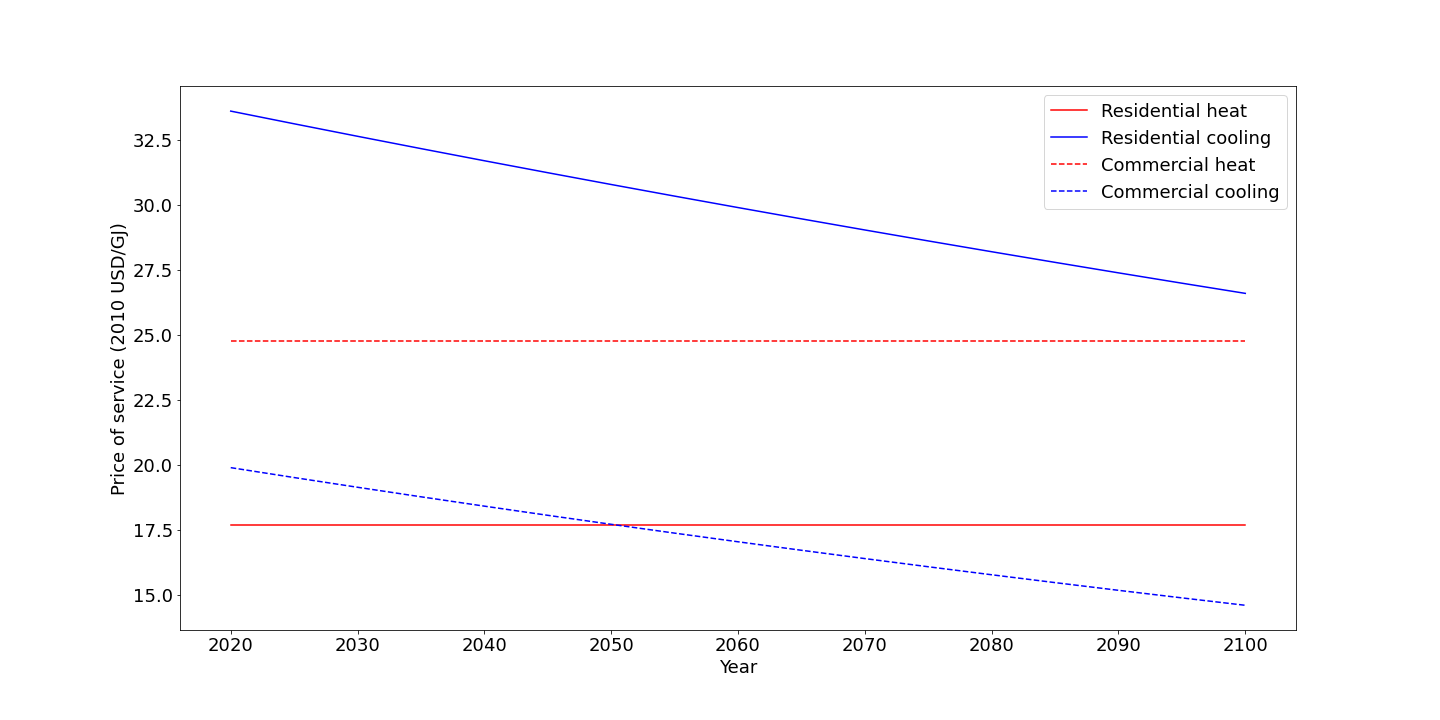 Residential heat
Residential cooling
Commercial heat
Commercial cooling
32.5
30.0
27.5
25.0
22.5
20.0
17.5
15.0
Price of service (2010 USD/GJ)
2020 2030 2040 2050 2060 2070 2080 2090 2100
Year